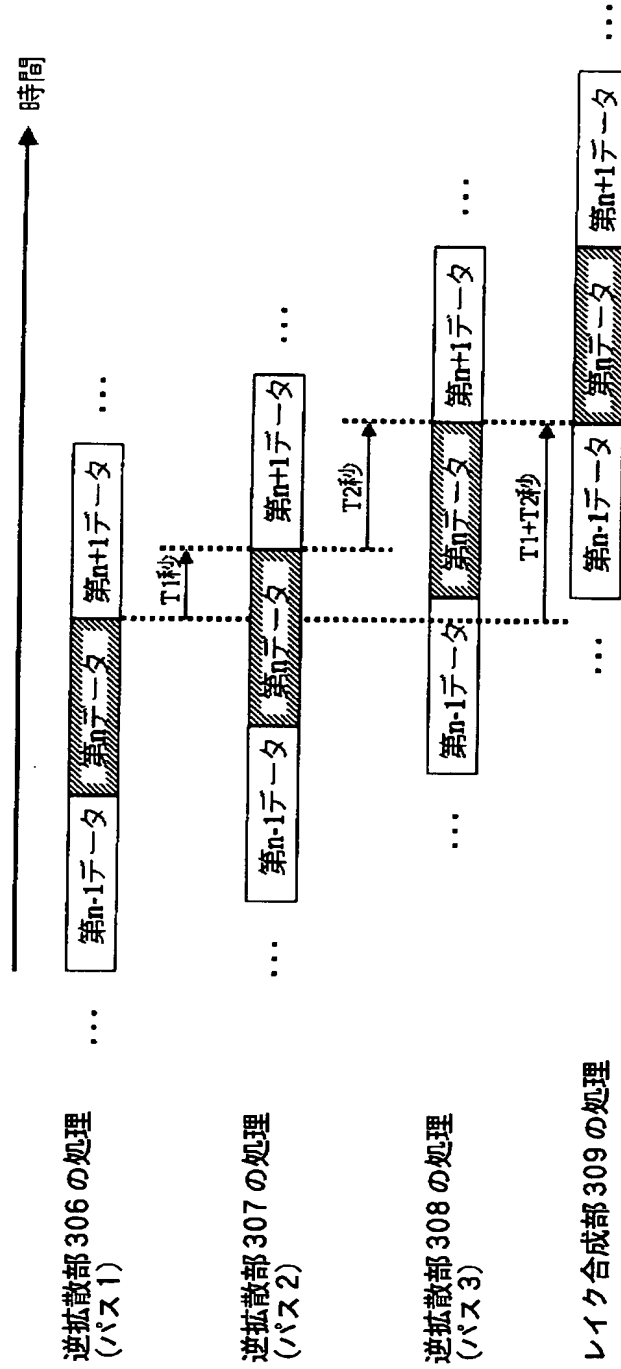 時間
逆拡散部306の処理
(パス1)
... 第n-1データ 第nデータ 第n+1データ ...
T1秒
逆拡散部307の処理
(パス2)
... 第n-1データ 第nデータ 第n+1データ ...
T2秒
逆拡散部308の処理
(パス3)
... 第n-1データ 第nデータ 第n+1データ ...
T1+T2秒
レイク合成部309の処理
... 第n-1データ 第nデータ 第n+1データ ...